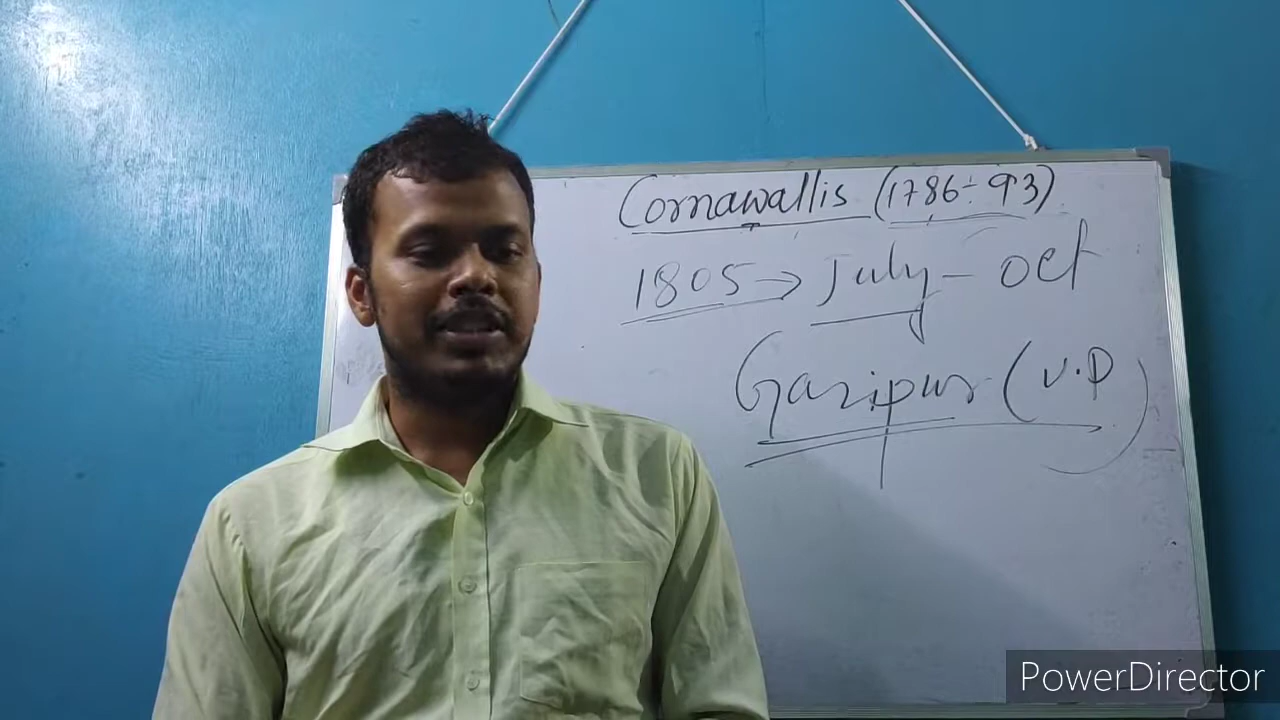 Cornawallis (1786-93)
1805 → July - Oct
Gazipur (U.P)
PowerDirector